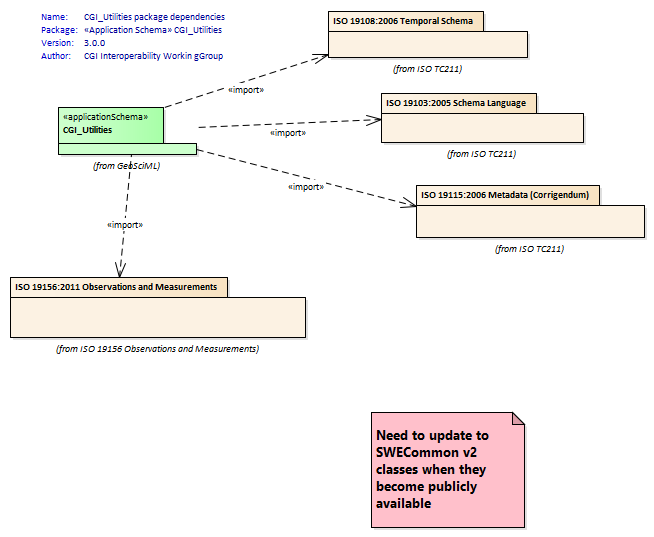 Name: CGI_Utilities package dependencies
Package: «Application Schema» CGI_Utilities
Version: 3.0.0
Author: CGI Interoperability Workin gGroup
ISO 19108:2006 Temporal Schema
(from ISO TC211)
«import»
ISO 19103:2005 Schema Language
(from ISO TC211)
«import»
«applicationSchema»
CGI_Utilities
(from GeoSciML)
«import»
ISO 19115:2006 Metadata (Corrigendum)
(from ISO TC211)
«import»
ISO 19156:2011 Observations and Measurements
(from ISO 19156 Observations and Measurements)
Need to update to
SWECommon v2
classes when they
become publicly
available